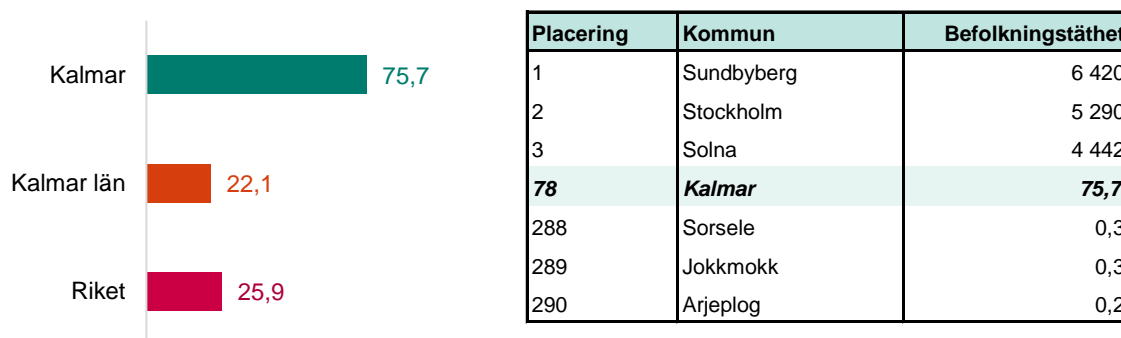 Kalmar 75,7
Kalmar län 22,1
Riket 25,9
Placering Kommun Befolkningstäthet
1 Sundbyberg 6 420
2 Stockholm 5 290
3 Solna 4 442
78 Kalmar 75,7
288 Sorsele 0,3
289 Jokkmokk 0,3
290 Arjeplog 0,2